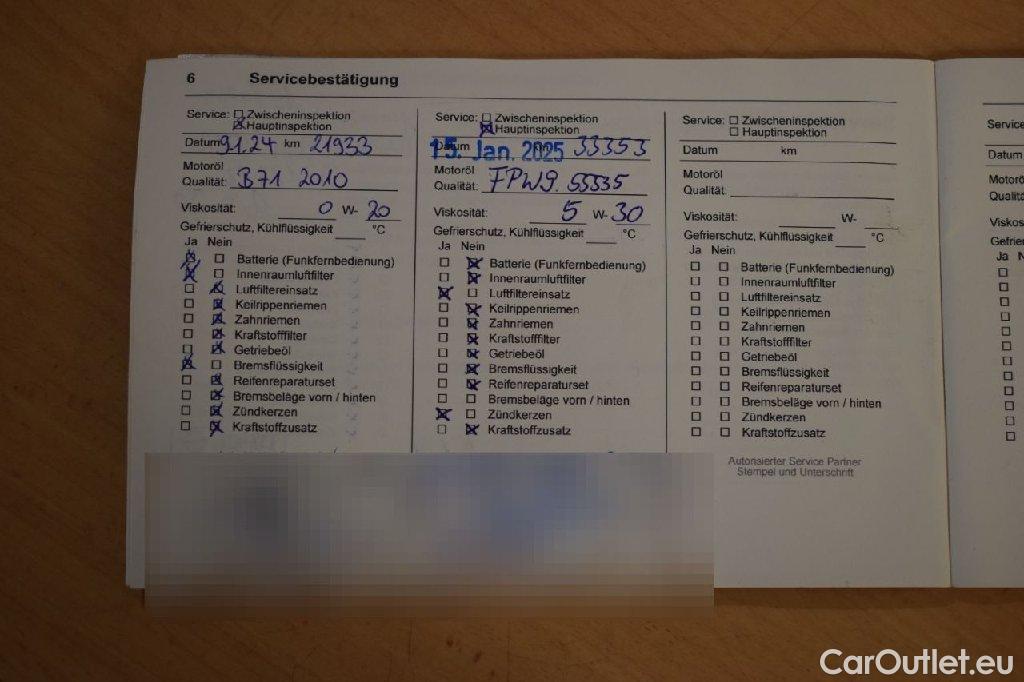 6 Servicebestätigung
Service: Zwischeninspektion
Hauptinspektion
Datum 9.1.24 km 21933
Motoröl
Qualität: B71 2010
Viskosität: 0 W- 20
Gefrierschutz, Kühlflüssigkeit °C
Ja Nein
Batterie (Funkfernbedienung)
Innenraumluftfilter
Luftfiltereinsatz
Keilrippenriemen
Zahnriemen
Kraftstofffilter
Getriebeöl
Bremsflüssigkeit
Reifenreparaturset
Bremsbeläge vorn / hinten
Zündkerzen
Kraftstoffzusatz
Service: Zwischeninspektion
Hauptinspektion
Datum 15. Jan. 2025 km 33353
Motoröl
Qualität: FPW9.55535
Viskosität: 5 W- 30
Gefrierschutz, Kühlflüssigkeit °C
Ja Nein
Batterie (Funkfernbedienung)
Innenraumluftfilter
Luftfiltereinsatz
Keilrippenriemen
Zahnriemen
Kraftstofffilter
Getriebeöl
Bremsflüssigkeit
Reifenreparaturset
Bremsbeläge vorn / hinten
Zündkerzen
Kraftstoffzusatz
Service: Zwischeninspektion
Hauptinspektion
Datum km
Motoröl
Qualität:
Viskosität: W-
Gefrierschutz, Kühlflüssigkeit °C
Ja Nein
Batterie (Funkfernbedienung)
Innenraumluftfilter
Luftfiltereinsatz
Keilrippenriemen
Zahnriemen
Kraftstofffilter
Getriebeöl
Bremsflüssigkeit
Reifenreparaturset
Bremsbeläge vorn / hinten
Zündkerzen
Kraftstoffzusatz
Autorisierter Service Partner
Stempel und Unterschrift
Service
Datum
Ja N
CarOutlet.eu